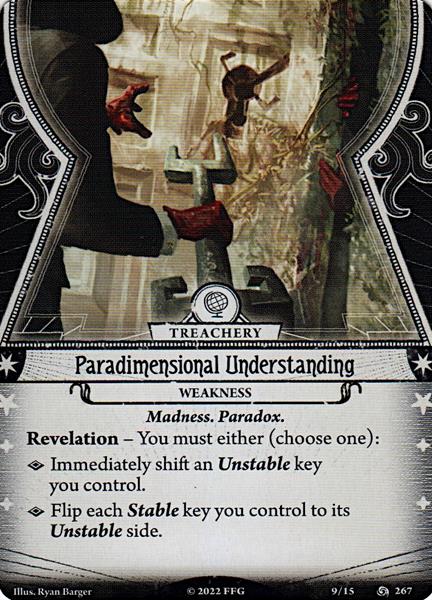 TREACHERY
Paradimensional Understanding
WEAKNESS
Madness. Paradox.
Revelation – You must either (choose one):
Immediately shift an Unstable key
you control.
Flip each Stable key you control to its
Unstable side.
Illus. Ryan Barger © 2022 FFG 9/15 267